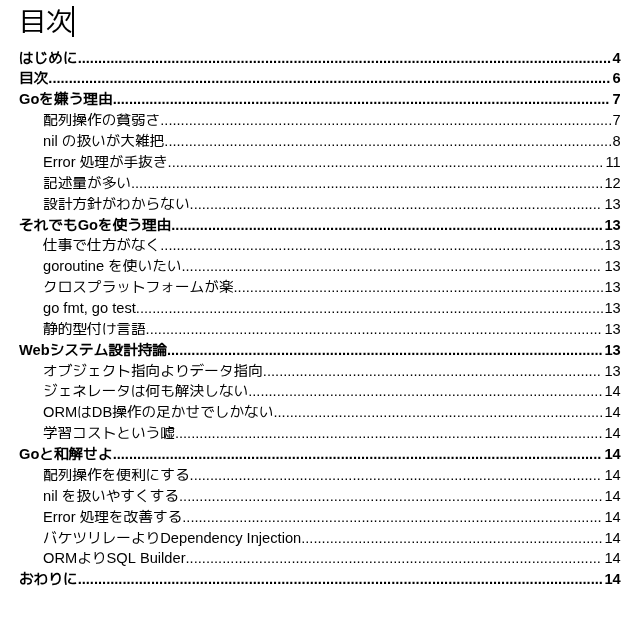 目次
はじめに 4
目次 6
Goを嫌う理由 7
配列操作の貧弱さ 7
nil の扱いが大雑把 8
Error 処理が手抜き 11
記述量が多い 12
設計方針がわからない 13
それでもGoを使う理由 13
仕事で仕方がなく 13
goroutine を使いたい 13
クロスプラットフォームが楽 13
go fmt, go test 13
静的型付け言語 13
Webシステム設計持論 13
オブジェクト指向よりデータ指向 13
ジェネレータは何も解決しない 14
ORMはDB操作の足かせでしかない 14
学習コストという嘘 14
Goと和解せよ 14
配列操作を便利にする 14
nil を扱いやすくする 14
Error 処理を改善する 14
バケツリレーよりDependency Injection 14
ORMよりSQL Builder 14
おわりに 14